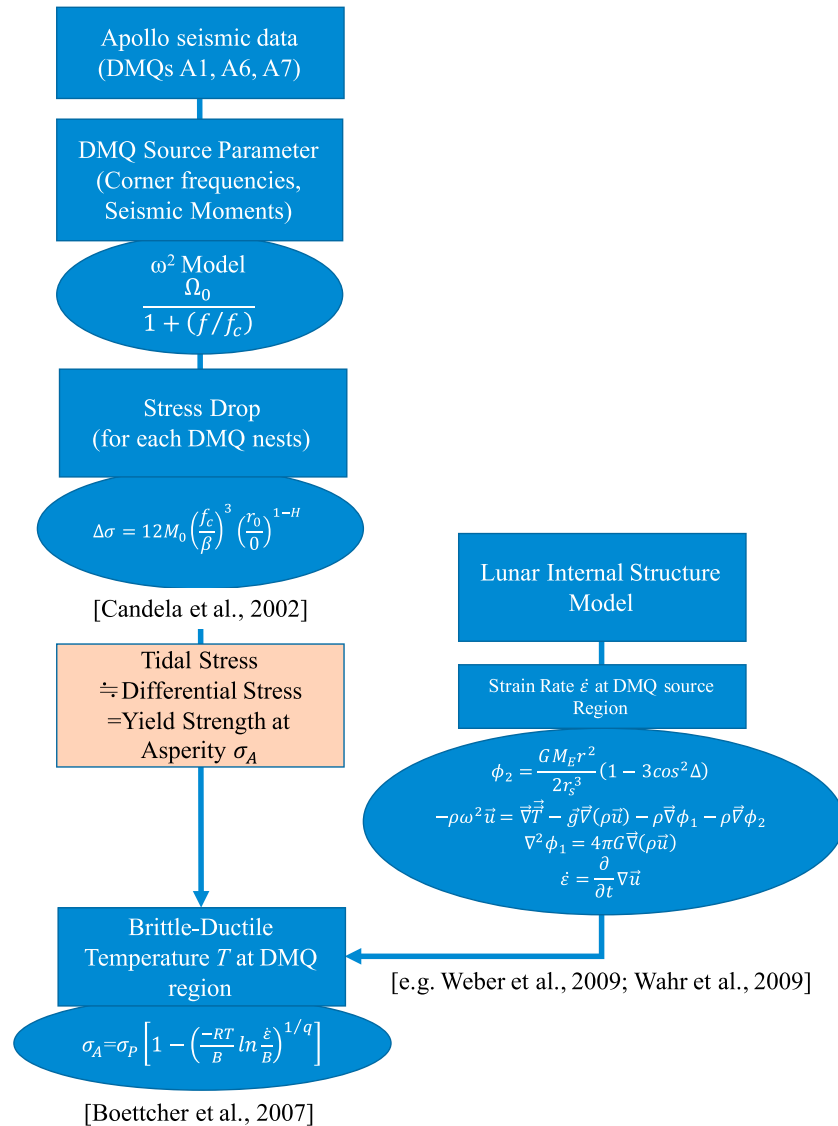 Apollo seismic data
(DMQs A1, A6, A7)
DMQ Source Parameter
(Corner frequencies,
Seismic Moments)
ω² Model
Ω₀
1 + (f/f_c)
Stress Drop
(for each DMQ nests)
Δσ = 12M₀ (f_c/β)³ (r₀/0)^{1−H}
[Candela et al., 2002]
Tidal Stress
≒Differential Stress
=Yield Strength at
Asperity σ_A
Lunar Internal Structure
Model
Strain Rate ε̇ at DMQ source
Region
ϕ₂ = GM_E r²/2r_s³ (1 − 3cos²Δ)
−ρω²u⃗ = ∇⃗T⃗⃗ − g⃗∇⃗(ρu⃗) − ρ∇⃗ϕ₁ − ρ∇⃗ϕ₂
∇²ϕ₁ = 4πG∇⃗(ρu⃗)
ε̇ = ∂/∂t ∇u⃗
[e.g. Weber et al., 2009; Wahr et al., 2009]
Brittle-Ductile
Temperature T at DMQ
region
σ_A=σ_P [1 − (−RT/B ln ε̇/B)^{1/q}]
[Boettcher et al., 2007]